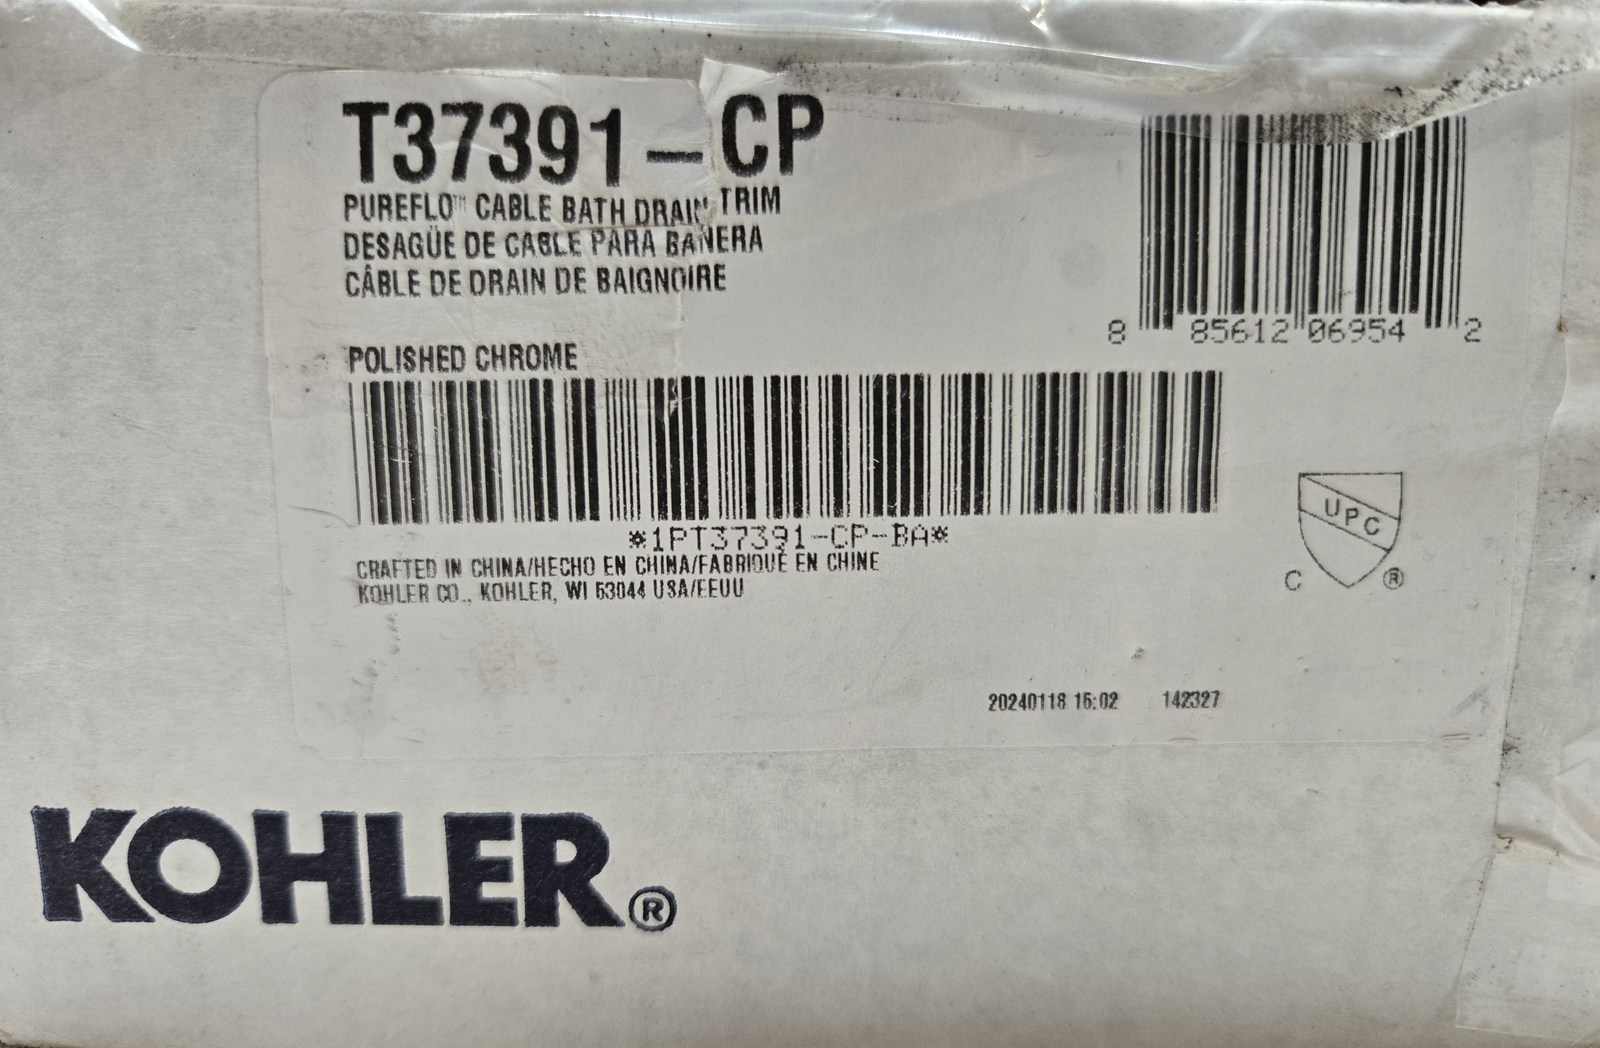 T37391-CP
PUREFLO™ CABLE BATH DRAIN TRIM
DESAGÜE DE CABLE PARA BAÑERA
CÂBLE DE DRAIN DE BAIGNOIRE
8 85612 06954 2
POLISHED CHROME
*1PT37391-CP-BA*
CRAFTED IN CHINA/HECHO EN CHINA/FABRIQUÉ EN CHINE
KOHLER CO., KOHLER, WI 53044 USA/EEUU
UPC
C ®
20240118 15:02 142327
KOHLER®